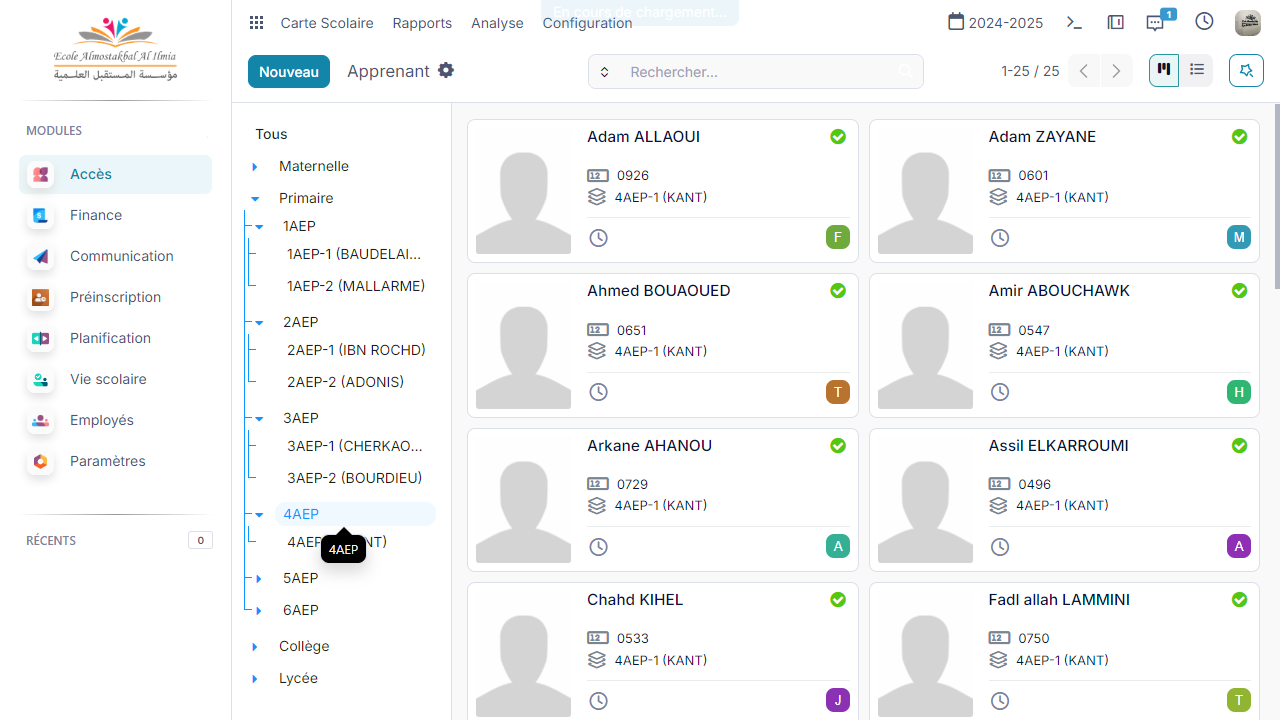 Ecole Almostakbal Al Ilmia
مؤسسة المستقبل العلمية
Carte Scolaire
Rapports
Analyse
Configuration
En cours de chargement...
2024-2025
1
Nouveau
Apprenant
Rechercher...
1-25 / 25
MODULES
Accès
Finance
Communication
Préinscription
Planification
Vie scolaire
Employés
Paramètres
RÉCENTS
0
Tous
Maternelle
Primaire
1AEP
1AEP-1 (BAUDELAI...
1AEP-2 (MALLARME)
2AEP
2AEP-1 (IBN ROCHD)
2AEP-2 (ADONIS)
3AEP
3AEP-1 (CHERKAO...
3AEP-2 (BOURDIEU)
4AEP
4AEP
5AEP
6AEP
Collège
Lycée
Adam ALLAOUI
0926
4AEP-1 (KANT)
F
Adam ZAYANE
0601
4AEP-1 (KANT)
M
Ahmed BOUAOUED
0651
4AEP-1 (KANT)
T
Amir ABOUCHAWK
0547
4AEP-1 (KANT)
H
Arkane AHANOU
0729
4AEP-1 (KANT)
A
Assil ELKARROUMI
0496
4AEP-1 (KANT)
A
Chahd KIHEL
0533
4AEP-1 (KANT)
J
Fadl allah LAMMINI
0750
4AEP-1 (KANT)
T